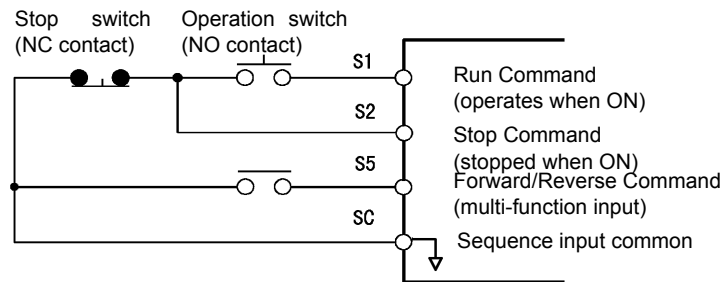 Stop switch
(NC contact)
Operation switch
(NO contact)
S1
Run Command
(operates when ON)
S2
Stop Command
(stopped when ON)
S5
Forward/Reverse Command
(multi-function input)
SC
Sequence input common